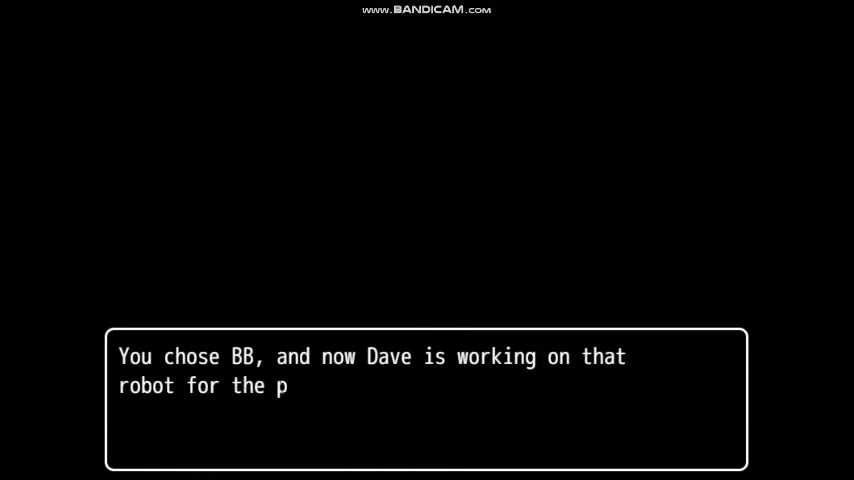 www.BANDICAM.com
You chose BB, and now Dave is working on that
robot for the p